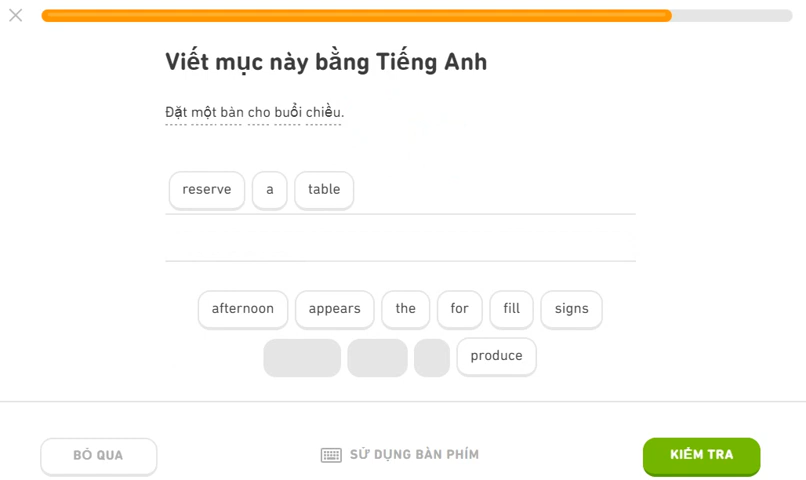 Viết mục này bằng Tiếng Anh
Đặt một bàn cho buổi chiều.
reserve a table
afternoon appears the for fill signs
produce
BỎ QUA SỬ DỤNG BÀN PHÍM KIỂM TRA